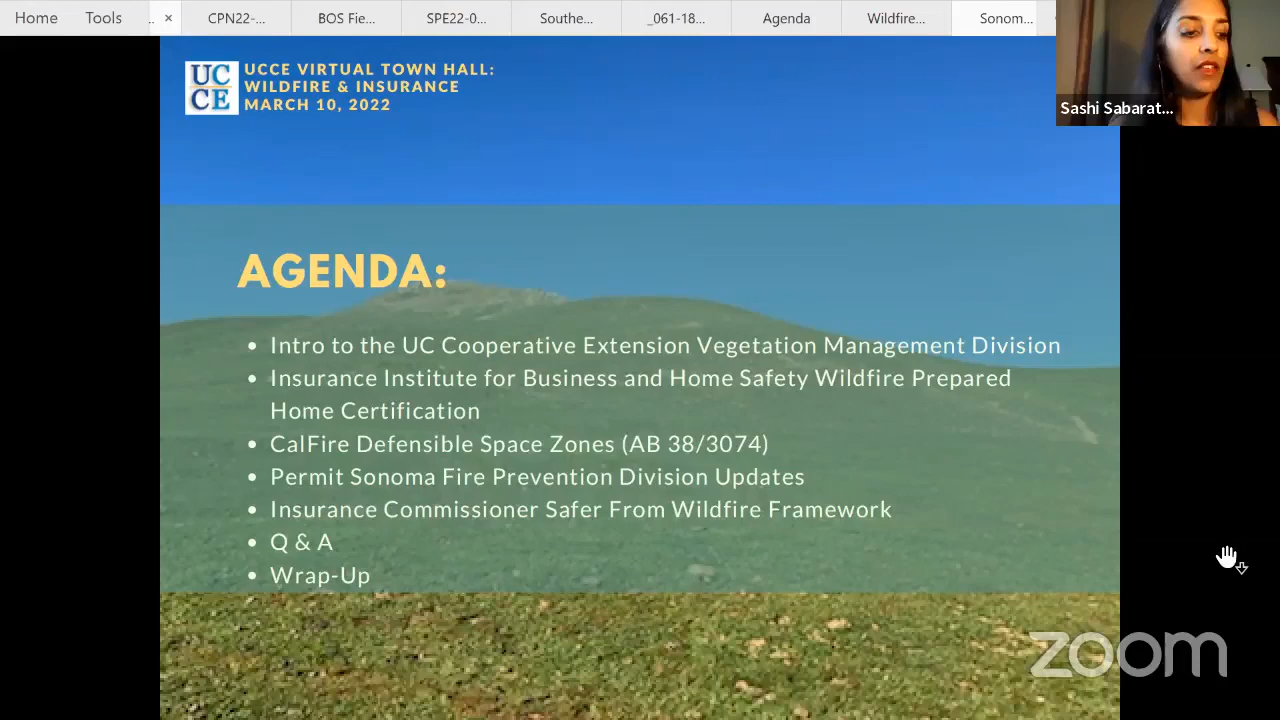 Home Tools .. × CPN22-... BOS Fie... SPE22-0... Southe... _061-18... Agenda Wildfire... Sonom...
UC
CE
UCCE VIRTUAL TOWN HALL:
WILDFIRE & INSURANCE
MARCH 10, 2022
Sashi Sabarat...
AGENDA:
• Intro to the UC Cooperative Extension Vegetation Management Division
• Insurance Institute for Business and Home Safety Wildfire Prepared
Home Certification
• CalFire Defensible Space Zones (AB 38/3074)
• Permit Sonoma Fire Prevention Division Updates
• Insurance Commissioner Safer From Wildfire Framework
• Q & A
• Wrap-Up
zoom